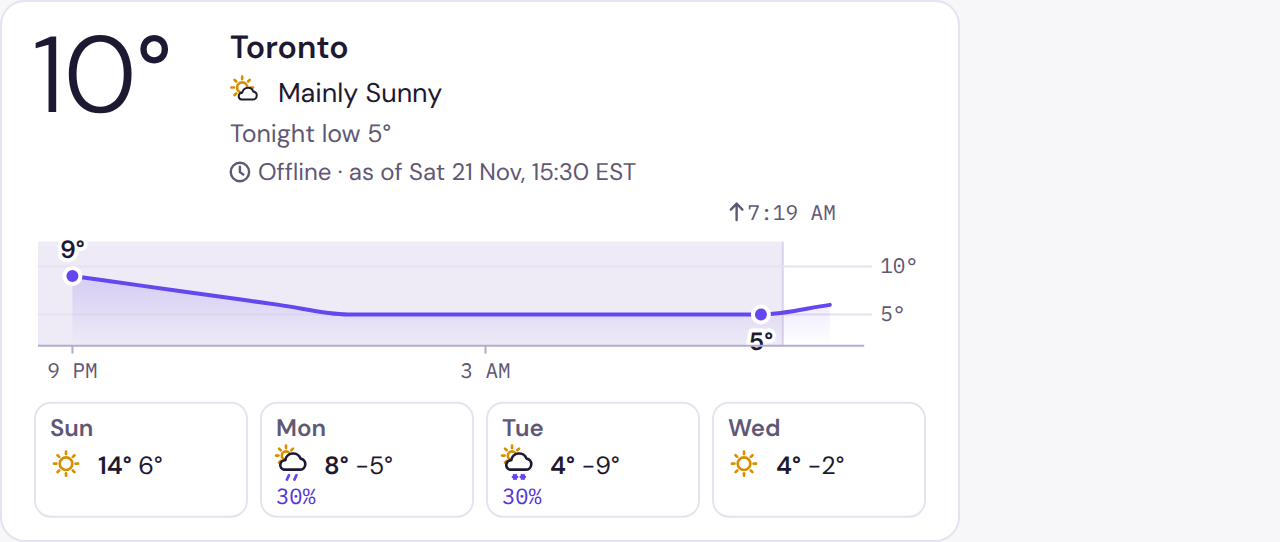 10°
Toronto
Mainly Sunny
Tonight low 5°
Offline · as of Sat 21 Nov, 15:30 EST
↑7:19 AM
9°
10°
5°
5°
9 PM
3 AM
Sun
14° 6°
Mon
8° -5°
30%
Tue
4° -9°
30%
Wed
4° -2°